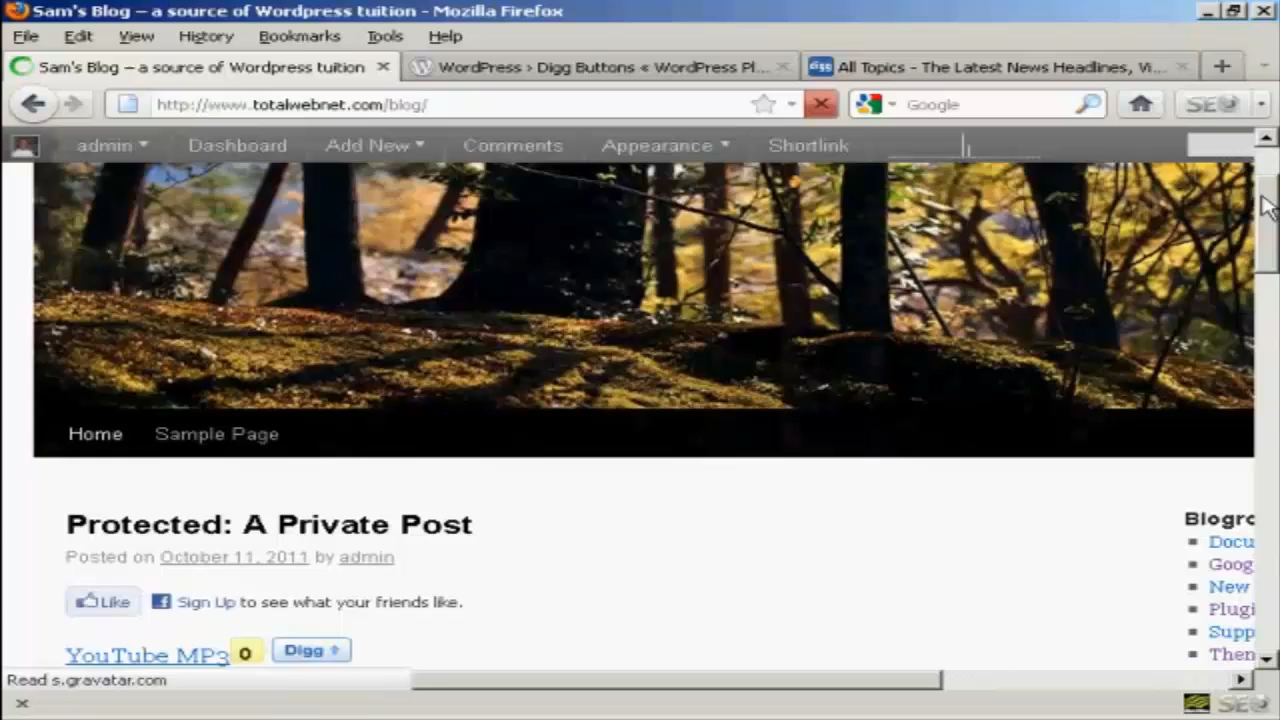 Sam's Blog – a source of Wordpress tuition - Mozilla Firefox
File Edit View History Bookmarks Tools Help
Sam's Blog – a source of Wordpress tuition
WordPress › Digg Buttons « WordPress Pl...
digg All Topics - The Latest News Headlines, Vi...
http://www.totalwebnet.com/blog/
Google
SEO
admin Dashboard Add New Comments Appearance Shortlink
Home Sample Page
Protected: A Private Post
Posted on October 11, 2011 by admin
Like Sign Up to see what your friends like.
YouTube MP3 0 Digg
Blogro
Docu
Goog
New
Plugi
Supp
Then
Read s.gravatar.com
SEO